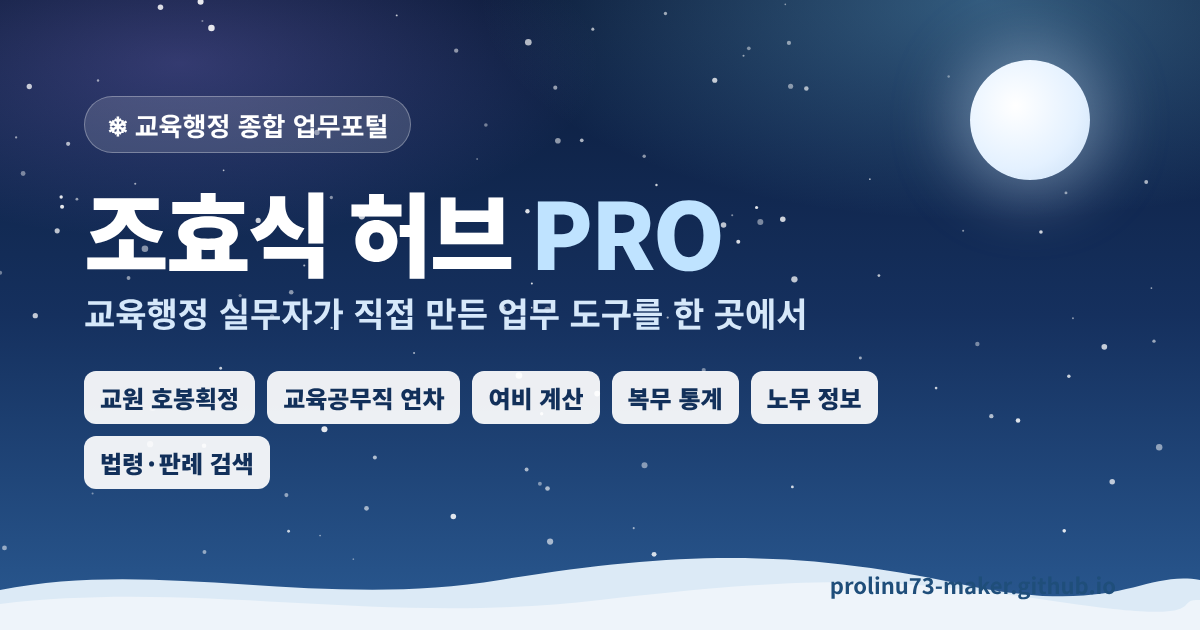 ❄ 교육행정 종합 업무포털
조효식 허브 PRO
교육행정 실무자가 직접 만든 업무 도구를 한 곳에서
교원 호봉획정 교육공무직 연차 여비 계산 복무 통계 노무 정보
법령·판례 검색
prolinu73-maker.github.io